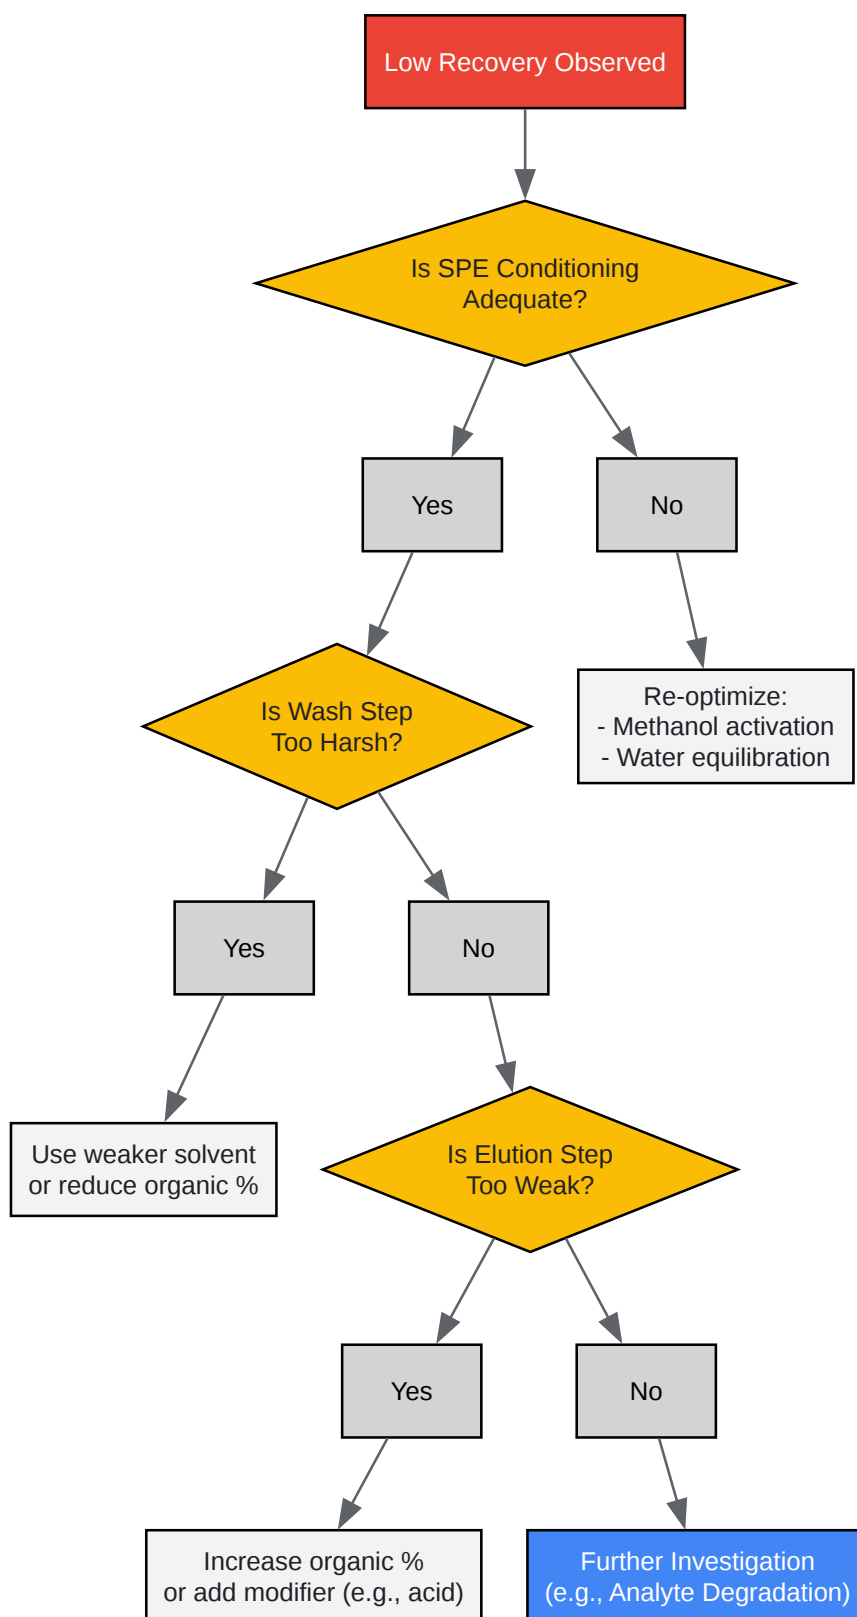 Low Recovery Observed
Is SPE Conditioning
Adequate?
Yes
No
Is Wash Step
Too Harsh?
Re-optimize:
- Methanol activation
- Water equilibration
Yes
No
Use weaker solvent
or reduce organic %
Is Elution Step
Too Weak?
Yes
No
Increase organic %
or add modifier (e.g., acid)
Further Investigation
(e.g., Analyte Degradation)